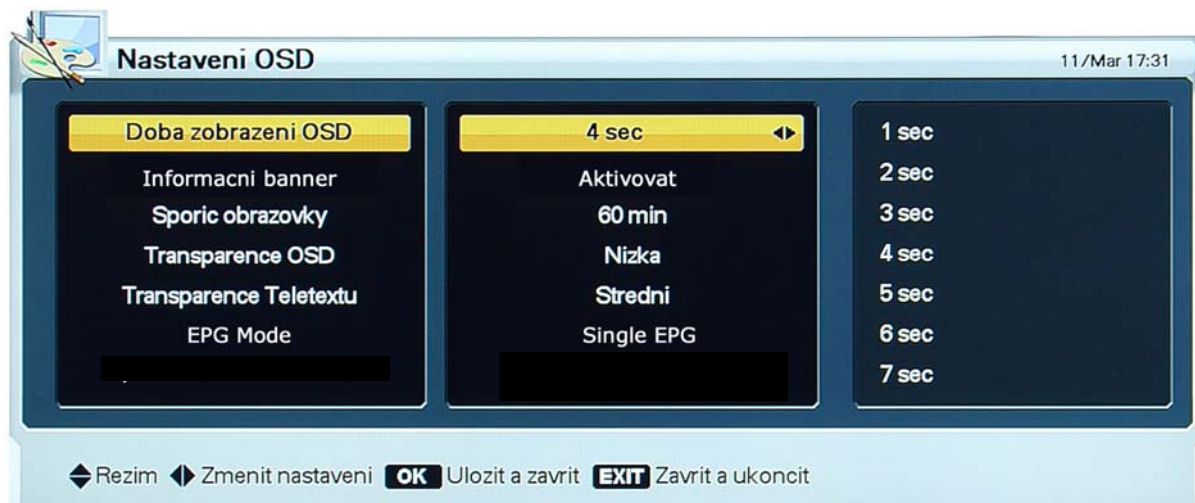 Nastaveni OSD
11/Mar 17:31
Doba zobrazeni OSD 4 sec
Informacni banner Aktivovat
Sporic obrazovky 60 min
Transparence OSD Nizka
Transparence Teletextu Stredni
EPG Mode Single EPG
1 sec
2 sec
3 sec
4 sec
5 sec
6 sec
7 sec
Rezim Zmenit nastaveni OK Ulozit a zavrit EXIT Zavrit a ukoncit